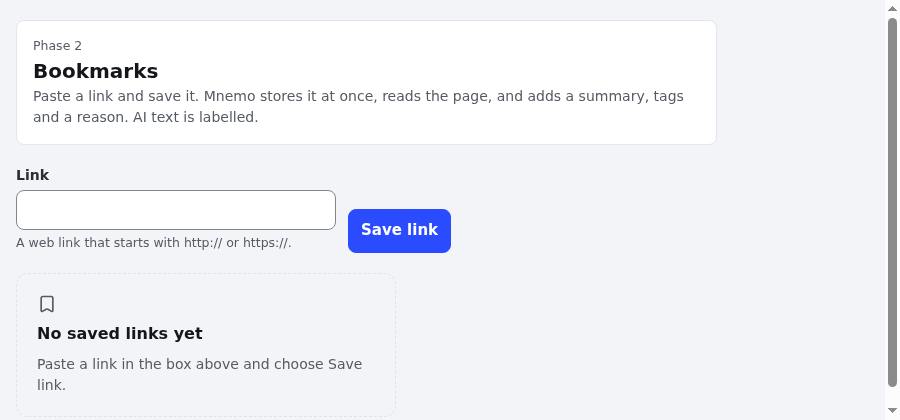 Phase 2
Bookmarks
Paste a link and save it. Mnemo stores it at once, reads the page, and adds a summary, tags
and a reason. AI text is labelled.
Link
Save link
A web link that starts with http:// or https://.
No saved links yet
Paste a link in the box above and choose Save
link.